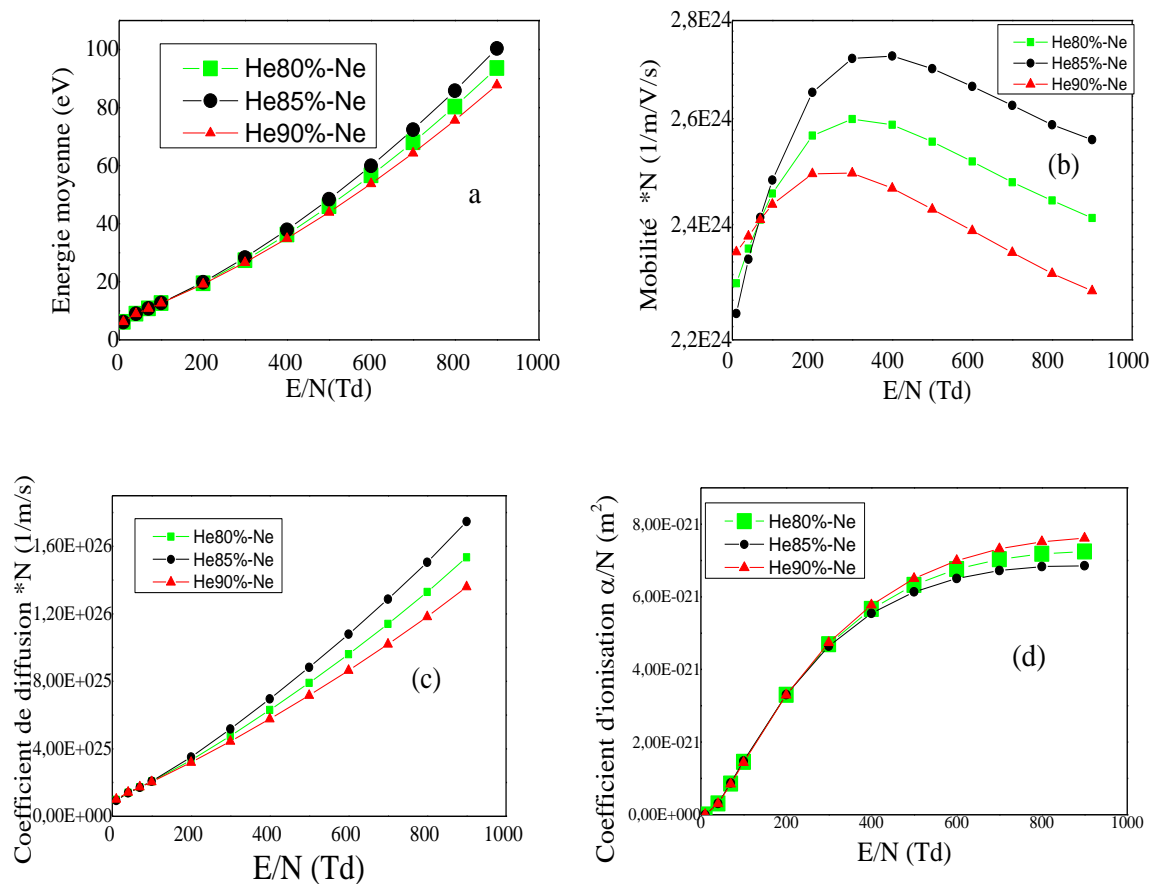 Energie moyenne (eV)
100
80
60
40
20
0
He80%-Ne
He85%-Ne
He90%-Ne
a
0 200 400 600 800 1000
E/N(Td)
Mobilité *N (1/m/V/s)
2,8E24
2,6E24
2,4E24
2,2E24
He80%-Ne
He85%-Ne
He90%-Ne
(b)
0 200 400 600 800 1000
E/N (Td)
Coefficient de diffusion *N (1/m/s)
1,60E+026
1,20E+026
8,00E+025
4,00E+025
0,00E+000
He80%-Ne
He85%-Ne
He90%-Ne
(c)
0 200 400 600 800 1000
E/N (Td)
Coefficient d'ionisation α/N (m²)
8,00E-021
6,00E-021
4,00E-021
2,00E-021
0,00E+000
He80%-Ne
He85%-Ne
He90%-Ne
(d)
0 200 400 600 800 1000
E/N (Td)